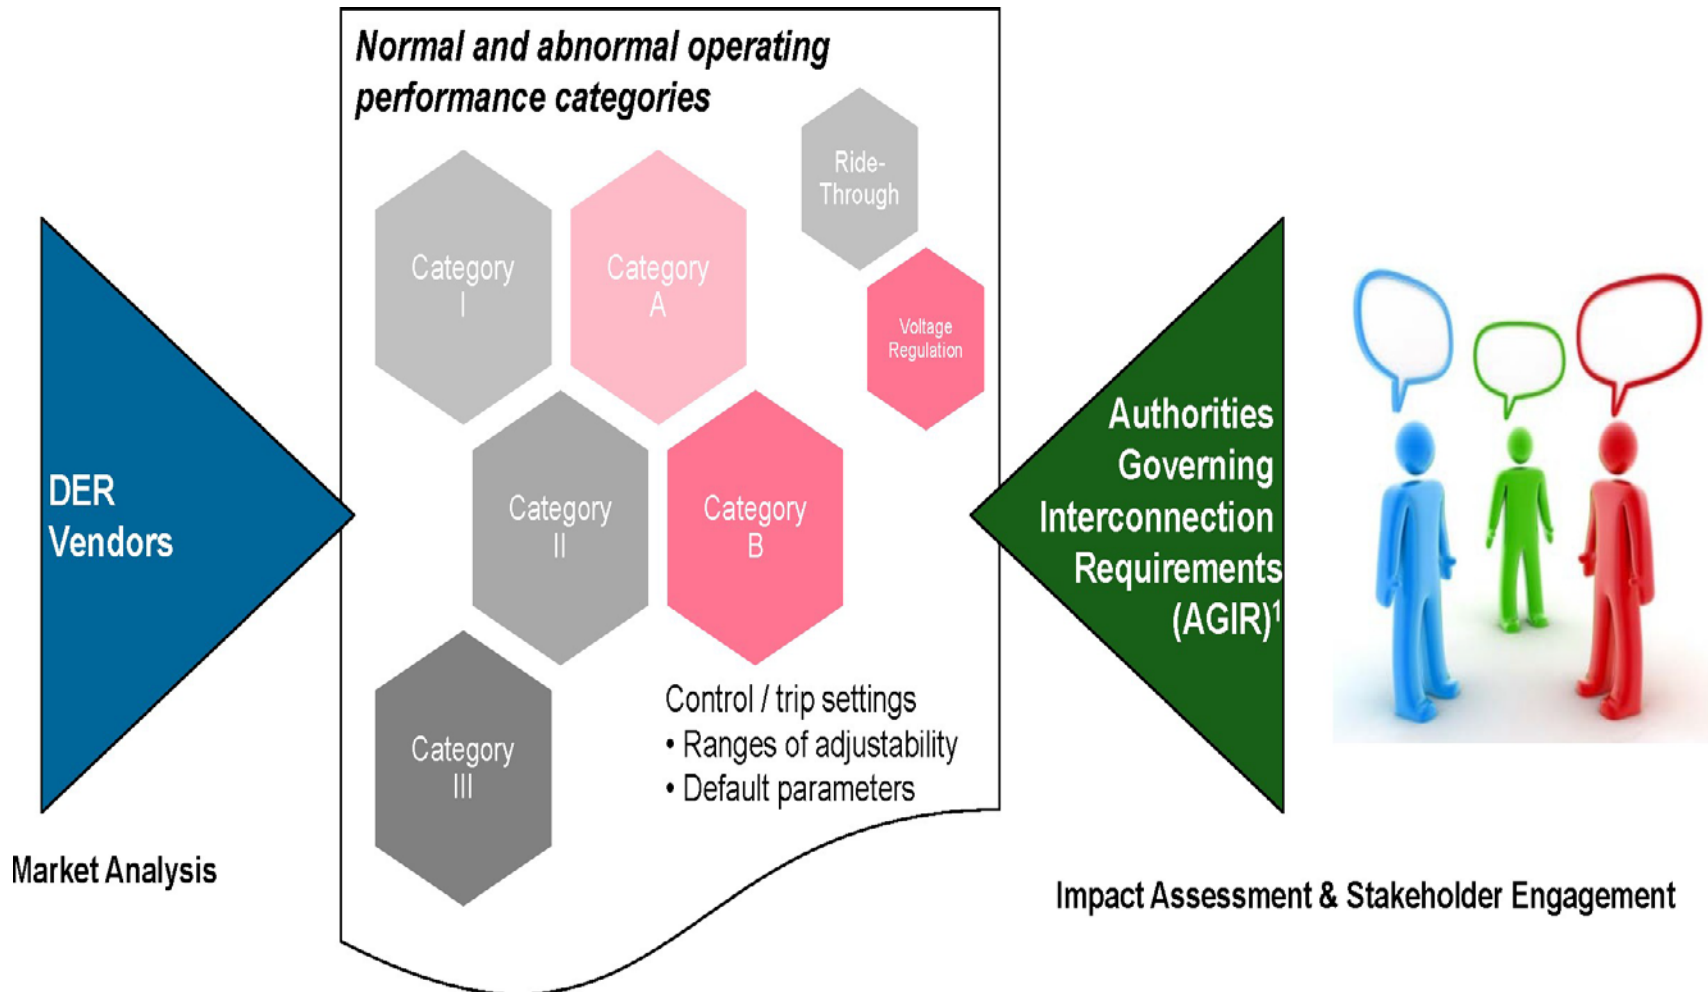 Normal and abnormal operating
performance categories
Ride-
Through
Category
I
Category
A
Voltage
Regulation
Category
II
Category
B
Category
III
Control / trip settings
• Ranges of adjustability
• Default parameters
DER
Vendors
Market Analysis
Authorities
Governing
Interconnection
Requirements
(AGIR)¹
Impact Assessment & Stakeholder Engagement